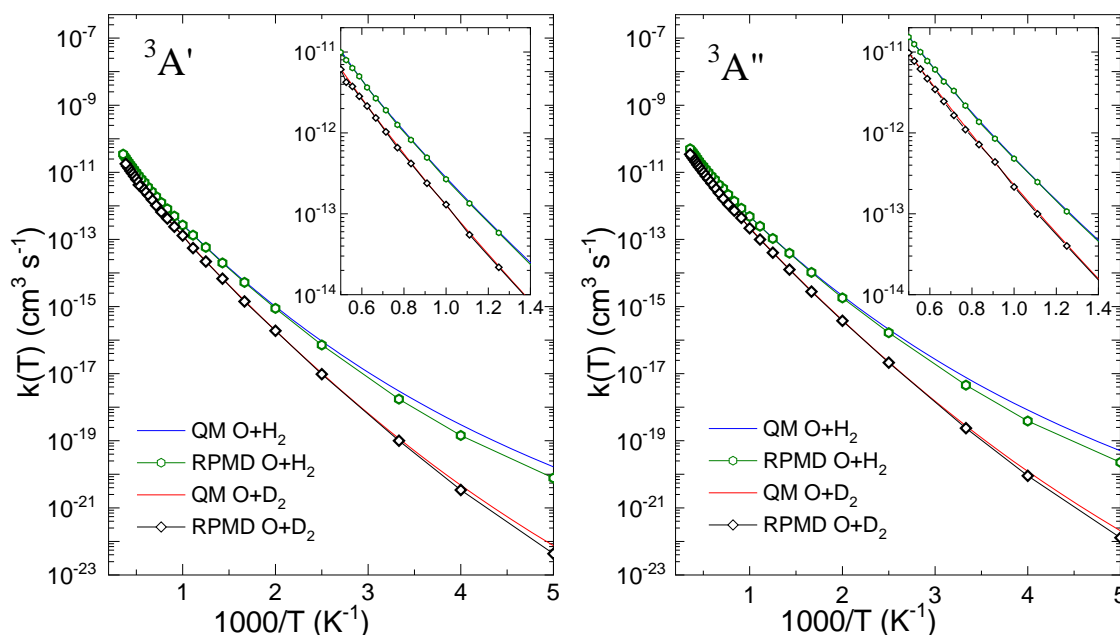 ³A'
10⁻⁷
10⁻⁹
10⁻¹¹
10⁻¹³
10⁻¹⁵
10⁻¹⁷
10⁻¹⁹
10⁻²¹
10⁻²³
k(T) (cm³ s⁻¹)
10⁻¹¹
10⁻¹²
10⁻¹³
10⁻¹⁴
0.6 0.8 1.0 1.2 1.4
QM O+H₂
RPMD O+H₂
QM O+D₂
RPMD O+D₂
1 2 3 4 5
1000/T (K⁻¹)
³A"
10⁻⁷
10⁻⁹
10⁻¹¹
10⁻¹³
10⁻¹⁵
10⁻¹⁷
10⁻¹⁹
10⁻²¹
10⁻²³
k(T) (cm³ s⁻¹)
10⁻¹¹
10⁻¹²
10⁻¹³
10⁻¹⁴
0.6 0.8 1.0 1.2 1.4
QM O+H₂
RPMD O+H₂
QM O+D₂
RPMD O+D₂
1 2 3 4 5
1000/T (K⁻¹)